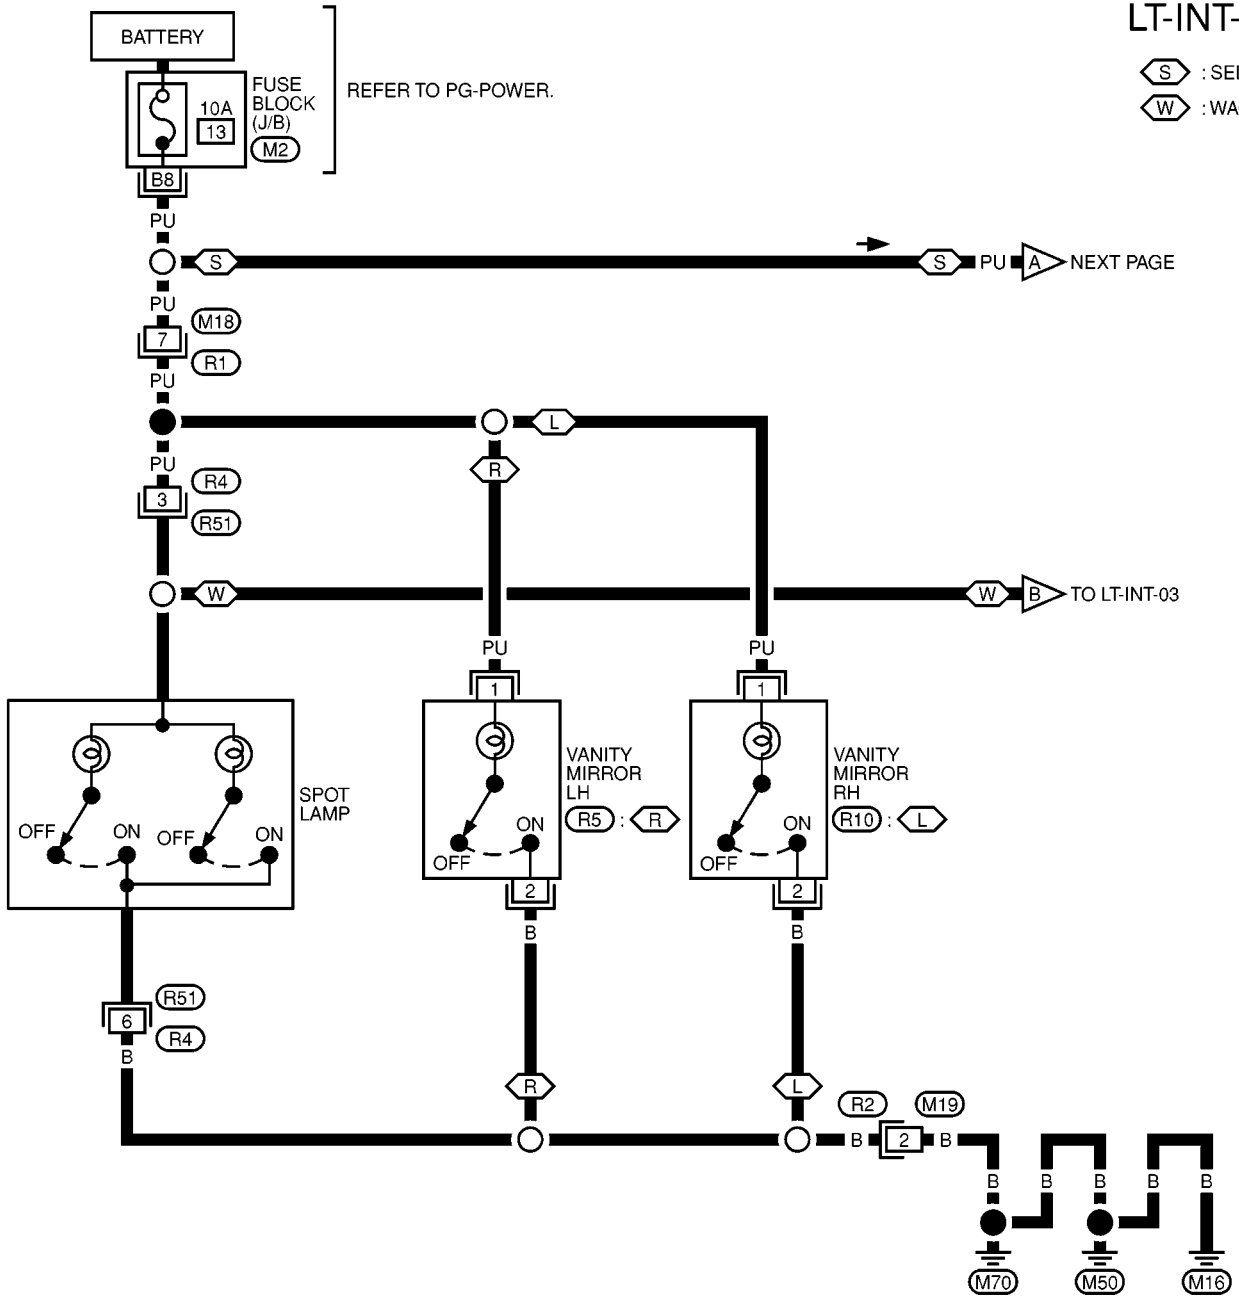 LT-INT-
BATTERY
S : SE
W : WA
FUSE
BLOCK
(J/B)
REFER TO PG-POWER.
10A
13
M2
B8
PU
S
S
PU
A
NEXT PAGE
PU
M18
7
R1
PU
L
R
PU
R4
3
R51
W
W
B
TO LT-INT-03
PU
PU
1
1
VANITY
MIRROR
LH
R5 : R
VANITY
MIRROR
RH
R10 : L
SPOT
LAMP
OFF
ON
OFF
ON
OFF
ON
OFF
ON
2
2
B
B
R51
6
R4
B
R
L
R2
M19
B
2
B
B
B
B
B
B
M70
M50
M16